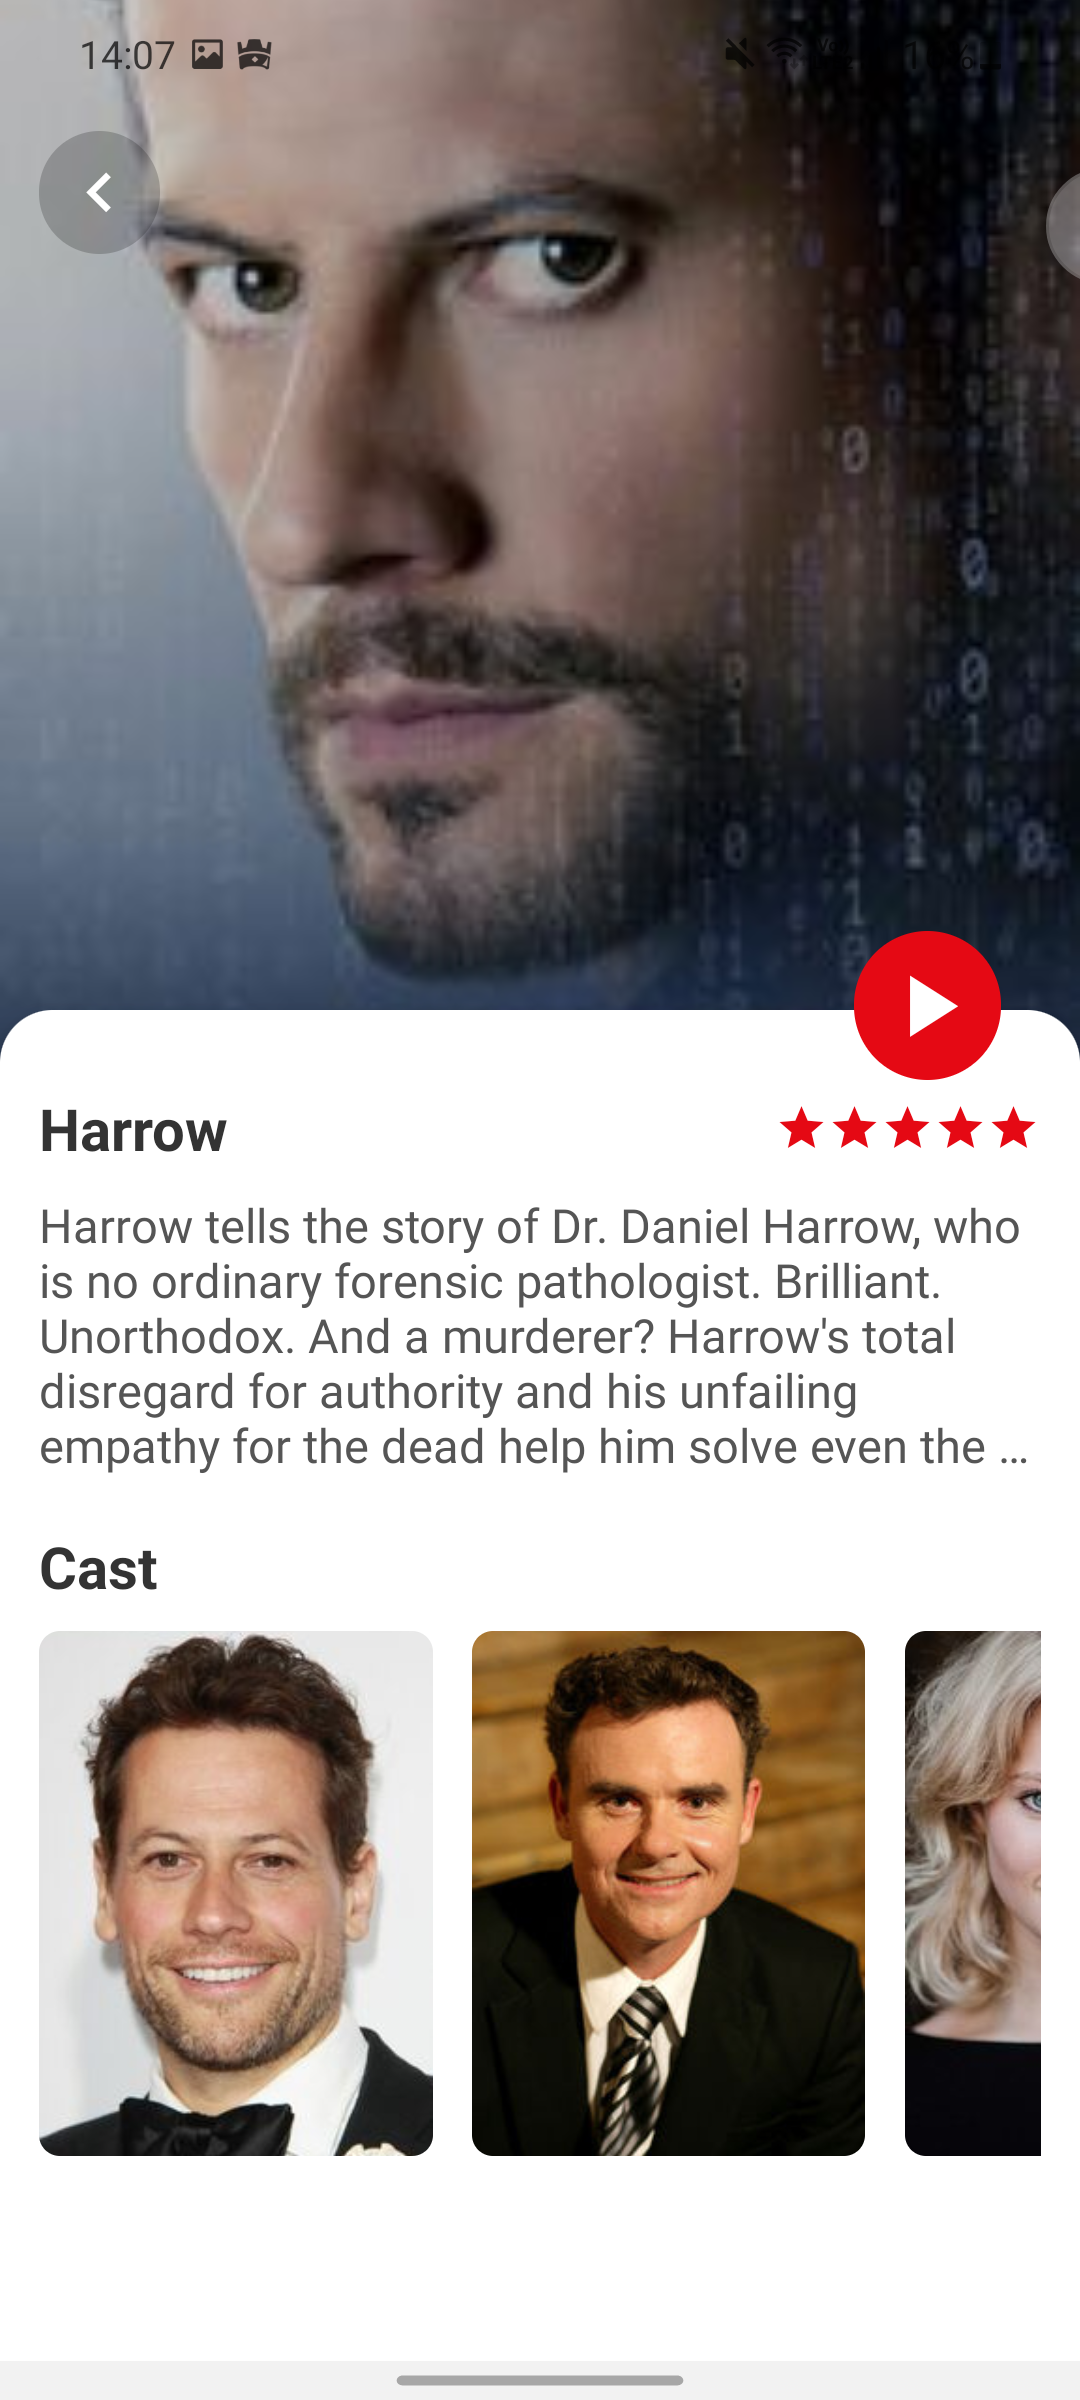 14:07
Harrow
Harrow tells the story of Dr. Daniel Harrow, who
is no ordinary forensic pathologist. Brilliant.
Unorthodox. And a murderer? Harrow's total
disregard for authority and his unfailing
empathy for the dead help him solve even the ...
Cast